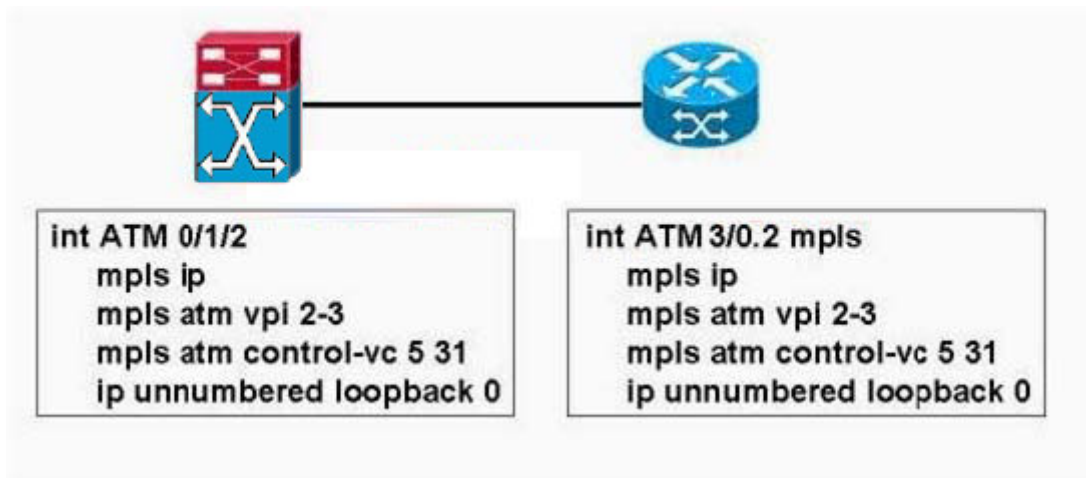 int ATM 0/1/2
mpls ip
mpls atm vpi 2-3
mpls atm control-vc 5 31
ip unnumbered loopback 0
int ATM 3/0.2 mpls
mpls ip
mpls atm vpi 2-3
mpls atm control-vc 5 31
ip unnumbered loopback 0